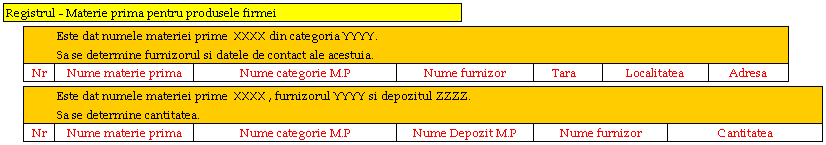 Registrul - Materie prima pentru produsele firmei
Este dat numele materiei prime XXXX din categoria YYYY.
Sa se determine furnizorul si datele de contact ale acestuia.
Nr Nume materie prima Nume categorie M.P Nume furnizor Tara Localitatea Adresa
Este dat numele materiei prime XXXX , furnizorul YYYY si depozitul ZZZZ.
Sa se determine cantitatea.
Nr Nume materie prima Nume categorie M.P Nume Depozit M.P Nume furnizor Cantitatea